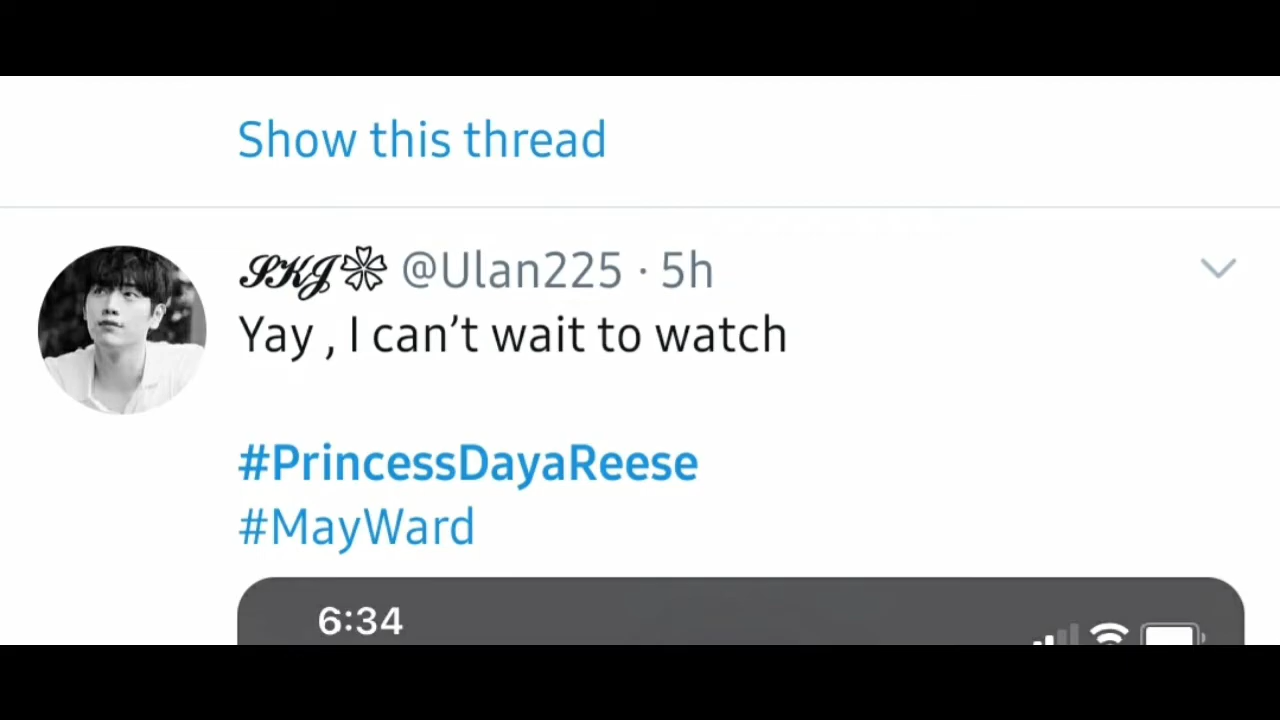 Show this thread
𝒮𝒦𝒥 @Ulan225 · 5h
Yay , I can’t wait to watch
#PrincessDayaReese
#MayWard
6:34